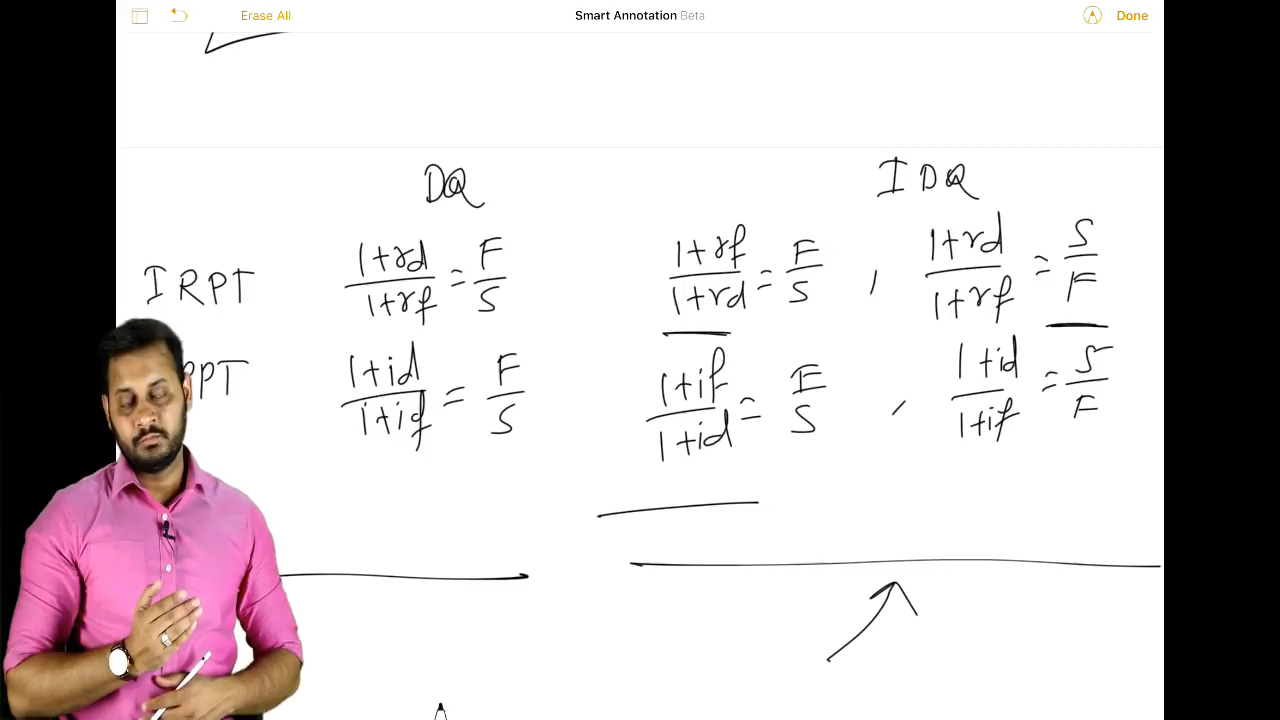 Erase All Smart Annotation Beta Done
DQ IDQ
IRPT 1+rd/1+rf = F/S 1+rf/1+rd = F/S , 1+rd/1+rf = S/F
PPT 1+id/1+if = F/S 1+if/1+id = F/S , 1+id/1+if = S/F